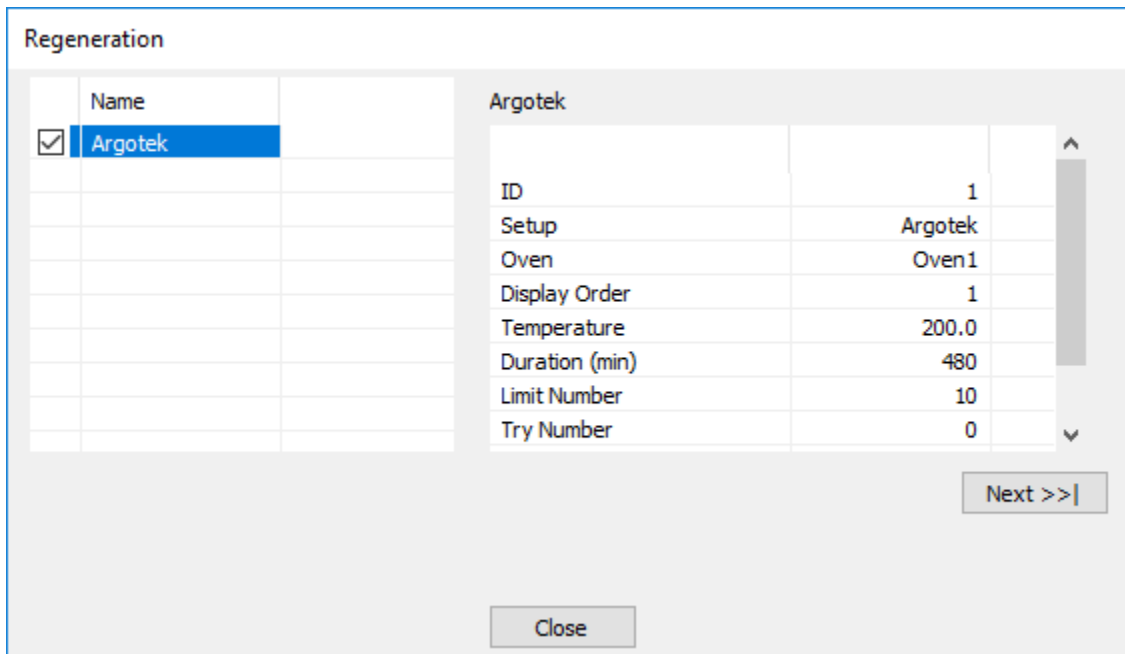 Regeneration
Name
Argotek
Argotek
ID 1
Setup Argotek
Oven Oven1
Display Order 1
Temperature 200.0
Duration (min) 480
Limit Number 10
Try Number 0
Next >>|
Close